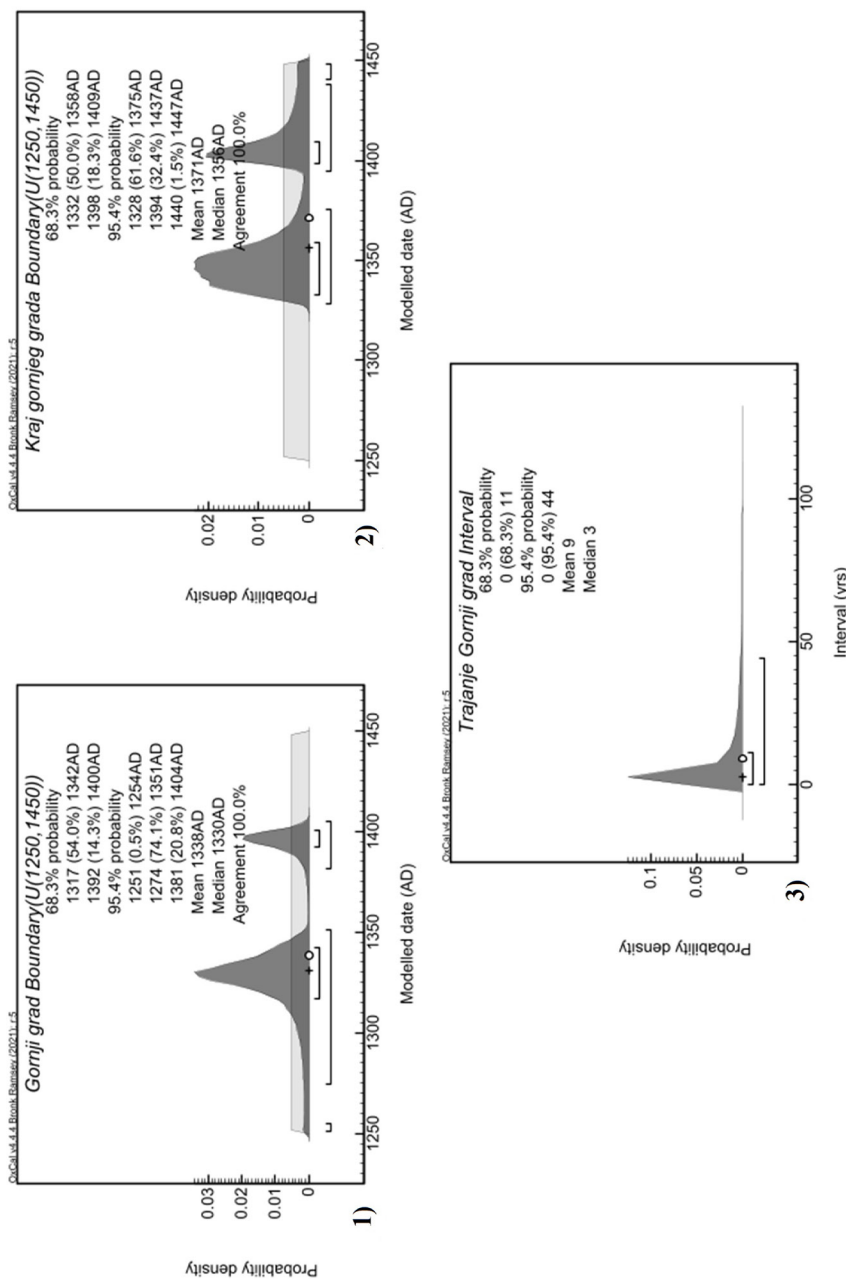 OxCal v4.4.4 Bronk Ramsey (2021); r:5
Gornji grad Boundary(U(1250,1450))
68.3% probability
1317 (54.0%) 1342AD
1392 (14.3%) 1400AD
95.4% probability
1251 (0.5%) 1254AD
1274 (74.1%) 1351AD
1381 (20.8%) 1404AD
Mean 1338AD
Median 1330AD
Agreement 100.0%
Probability density
0.03
0.02
0.01
0
1250
1300
1350
1400
1450
Modelled date (AD)
1)
OxCal v4.4.4 Bronk Ramsey (2021); r:5
Kraj gornjeg grada Boundary(U(1250,1450))
68.3% probability
1332 (50.0%) 1358AD
1398 (18.3%) 1409AD
95.4% probability
1328 (61.6%) 1375AD
1394 (32.4%) 1437AD
1440 (1.5%) 1447AD
Mean 1371AD
Median 1356AD
Agreement 100.0%
Probability density
0.02
0.01
0
1250
1300
1350
1400
1450
Modelled date (AD)
2)
OxCal v4.4.4 Bronk Ramsey (2021); r:5
Trajanje Gornji grad Interval
68.3% probability
0 (68.3%) 11
95.4% probability
0 (95.4%) 44
Mean 9
Median 3
Probability density
0.1
0.05
0
0
50
100
Interval (yrs)
3)